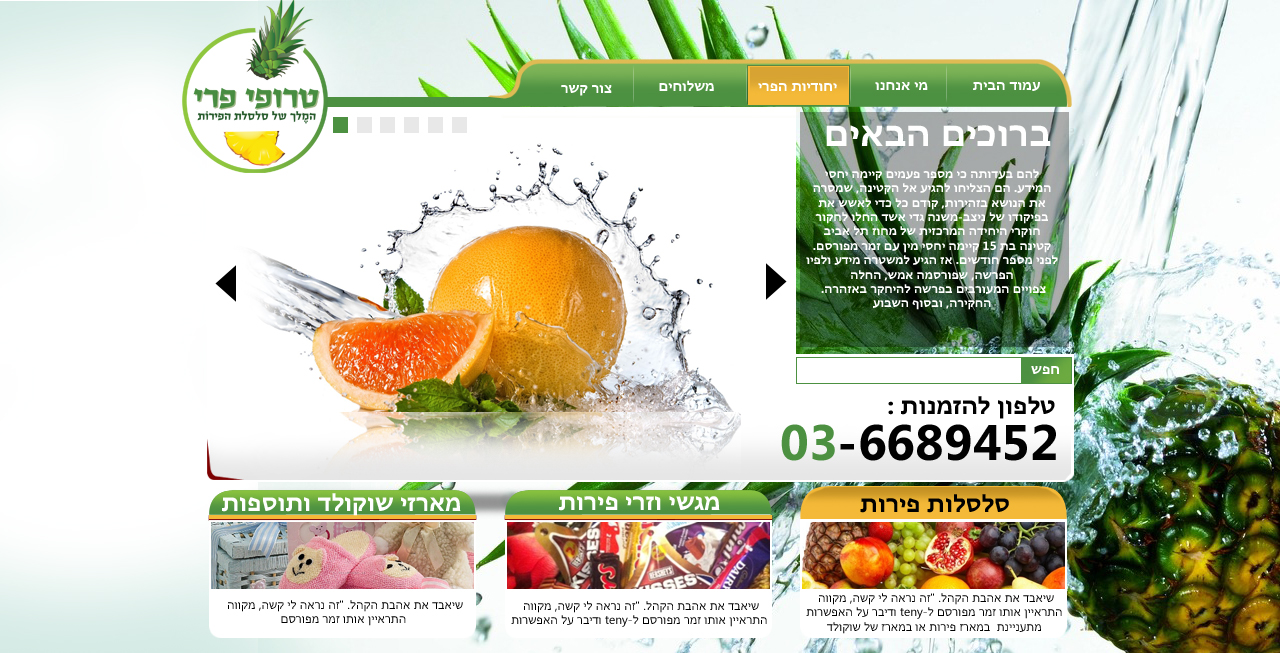 טרופי פרי
המלך של סלסלת הפירות
עמוד הבית
מי אנחנו
יחודיות הפרי
משלוחים
צור קשר
ברוכים הבאים
להם בעדותה כי מספר פעמים קיימה יחסי
המידע. הם הצליחו להגיע אל הקטינה, שמסרה
את הנושא בזהירות, קודם כל כדי לאשש את
בפיקודו של ניצב-משנה גדי אשד החלו לחקור
חוקרי היחידה המרכזית של מחוז תל אביב
קטינה בת 15 קיימה יחסי מין עם זמר מפורסם.
לפני מספר חודשים. אז הגיע למשטרה מידע ולפיו
הפרשה, שפורסמה אמש, החלה
צפויים המעורבים בפרשה להיחקר באזהרה.
החקירה, ובסוף השבוע
חפש
טלפון להזמנות :
03-6689452
סלסלות פירות
שיאבד את אהבת הקהל. "זה נראה לי קשה, מקווה
התראיין אותו זמר מפורסם ל-teny ודיבר על האפשרות
מתעניינת במארז פירות או במארז של שוקולד
מגשי וזרי פירות
שיאבד את אהבת הקהל. "זה נראה לי קשה, מקווה
התראיין אותו זמר מפורסם ל-teny ודיבר על האפשרות
מארזי שוקולד ותוספות
שיאבד את אהבת הקהל. "זה נראה לי קשה, מקווה
התראיין אותו זמר מפורסם